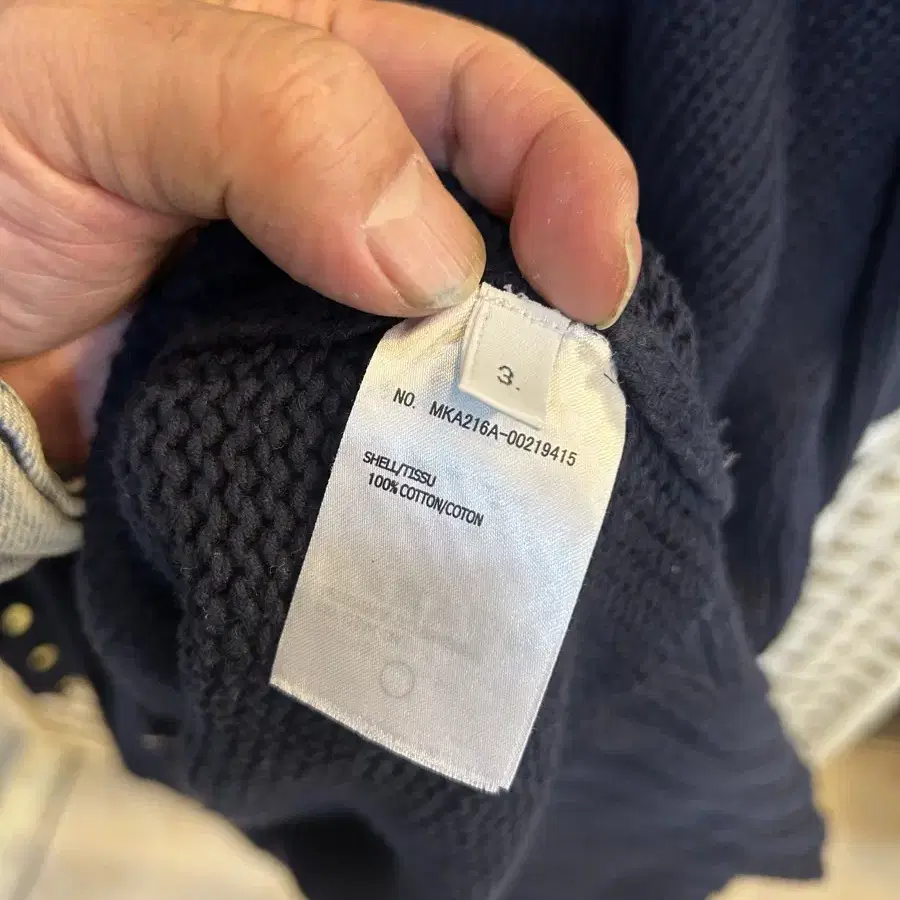 3.
NO. MKA216A-00219415
SHELL/TISSU
100% COTTON/COTON